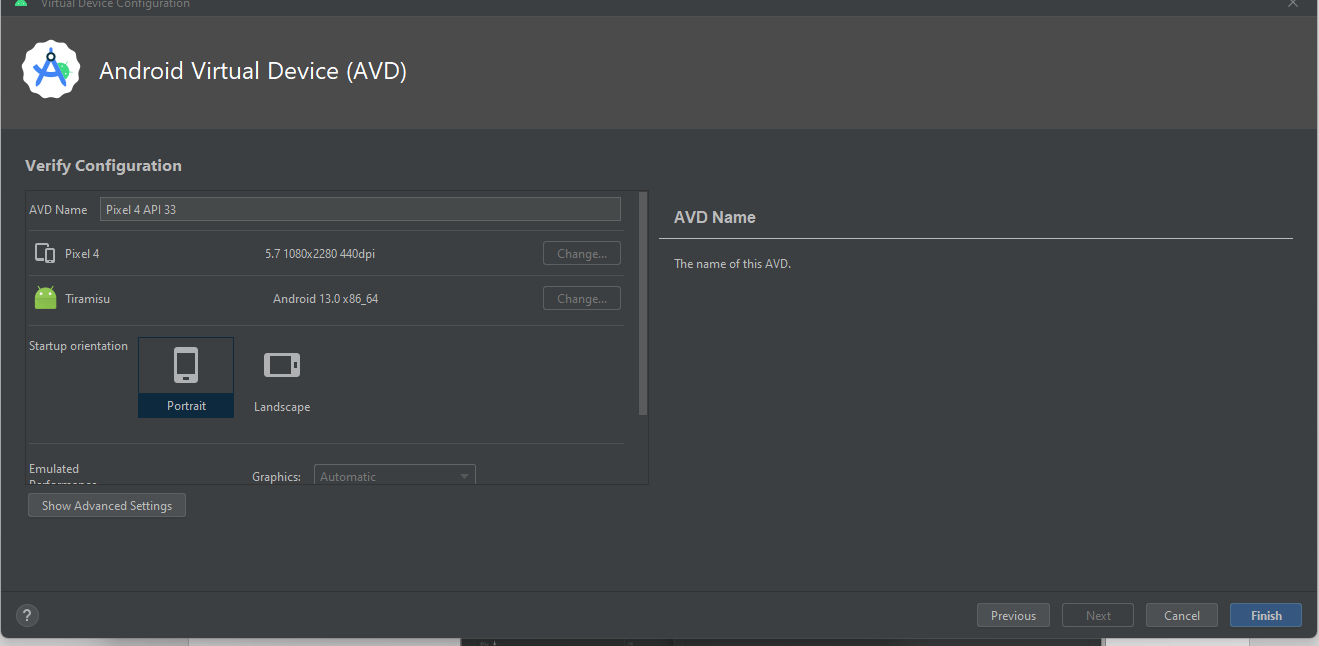 Virtual Device Configuration
Android Virtual Device (AVD)
Verify Configuration
AVD Name Pixel 4 API 33
Pixel 4 5.7 1080x2280 440dpi Change...
Tiramisu Android 13.0 x86_64 Change...
Startup orientation
Portrait
Landscape
Emulated
Performance
Graphics: Automatic
Show Advanced Settings
AVD Name
The name of this AVD.
?
Previous Next Cancel Finish